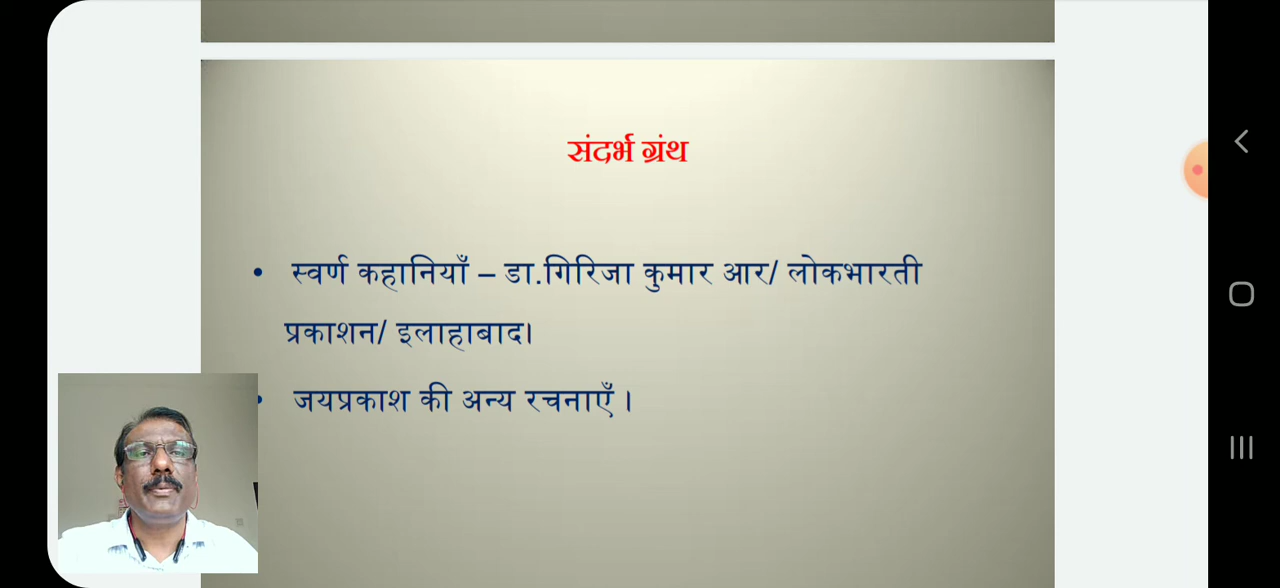 संदर्भ ग्रंथ
• स्वर्ण कहानियाँ – डा.गिरिजा कुमार आर/ लोकभारती
प्रकाशन/ इलाहाबाद।
• जयप्रकाश की अन्य रचनाएँ ।